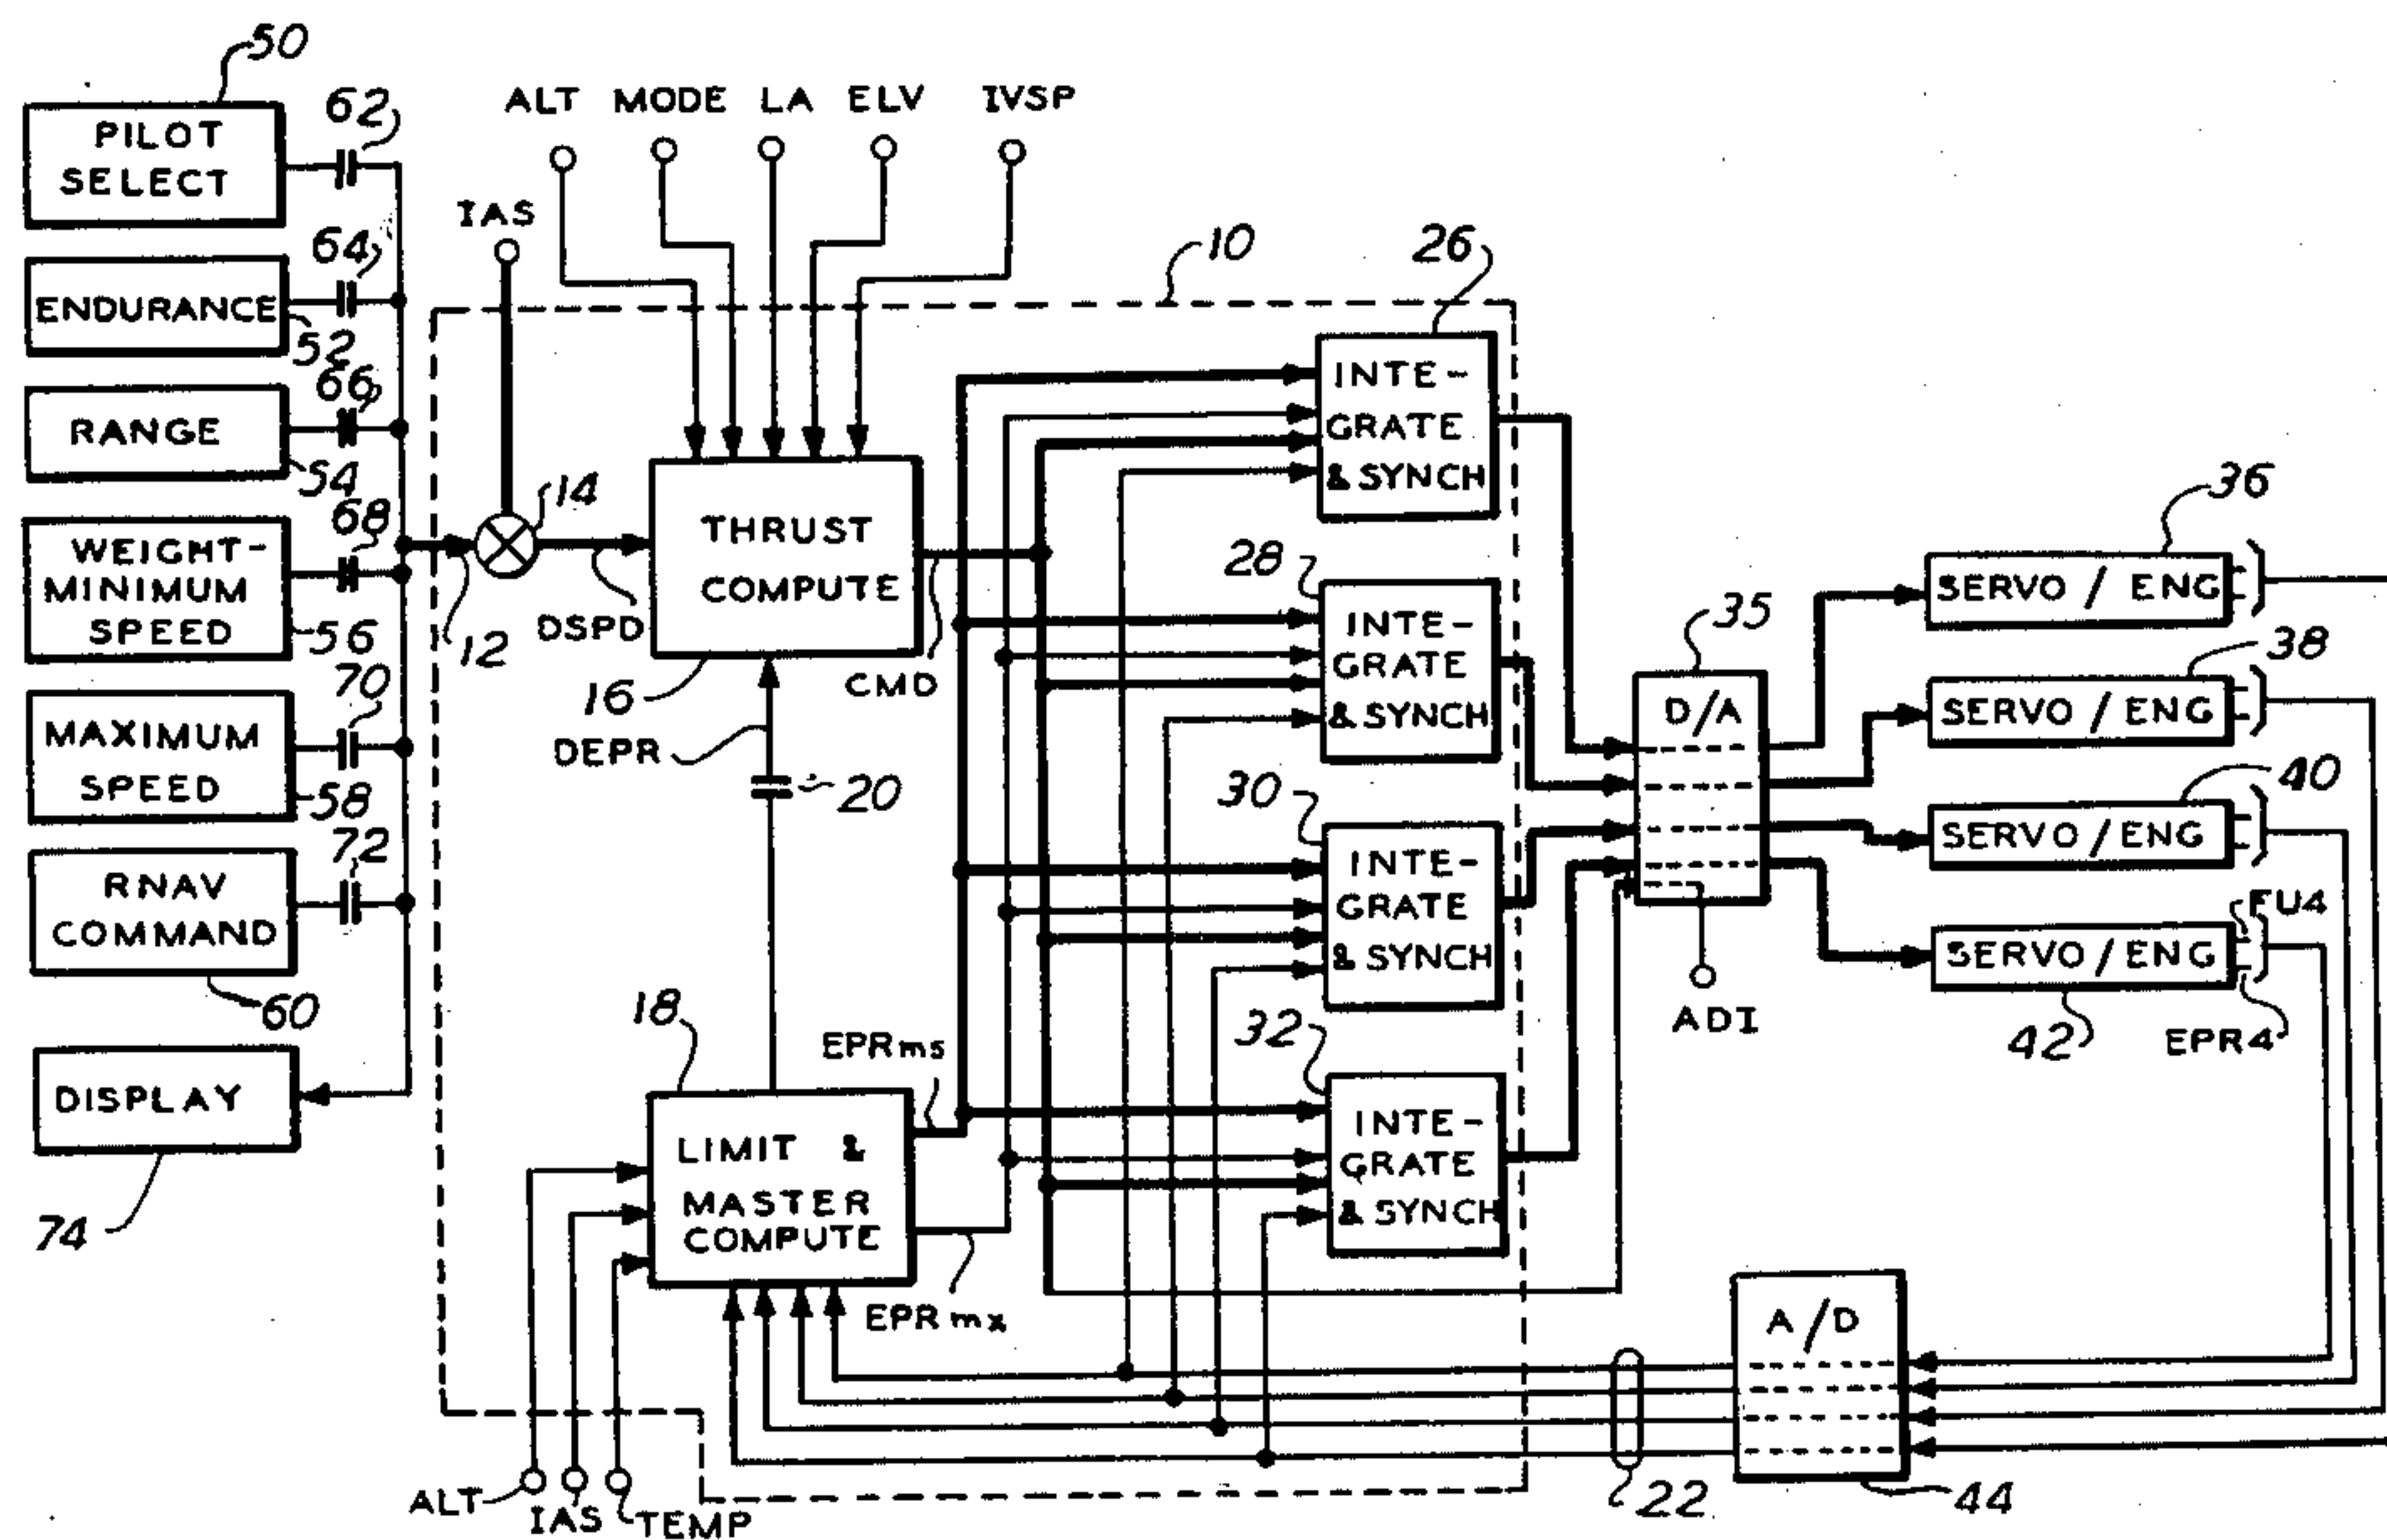 50
PILOT
SELECT
62
ALT MODE LA ELV IVSP
IAS
64
ENDURANCE
52
10
26
INTE-
GRATE
& SYNCH
66
RANGE
54
14
THRUST
COMPUTE
68
WEIGHT-
MINIMUM
SPEED
56
12
DSPD
16
CMD
28
INTE-
GRATE
& SYNCH
35
D/A
36
SERVO / ENG
38
SERVO / ENG
70
MAXIMUM
SPEED
58
DEPR
20
30
INTE-
GRATE
& SYNCH
40
SERVO / ENG
72
RNAV
COMMAND
60
FU4
SERVO / ENG
42
EPR4
ADI
18
EPRms
32
INTE-
GRATE
& SYNCH
DISPLAY
74
LIMIT &
MASTER
COMPUTE
EPRmx
A/D
22
44
ALT
IAS
TEMP